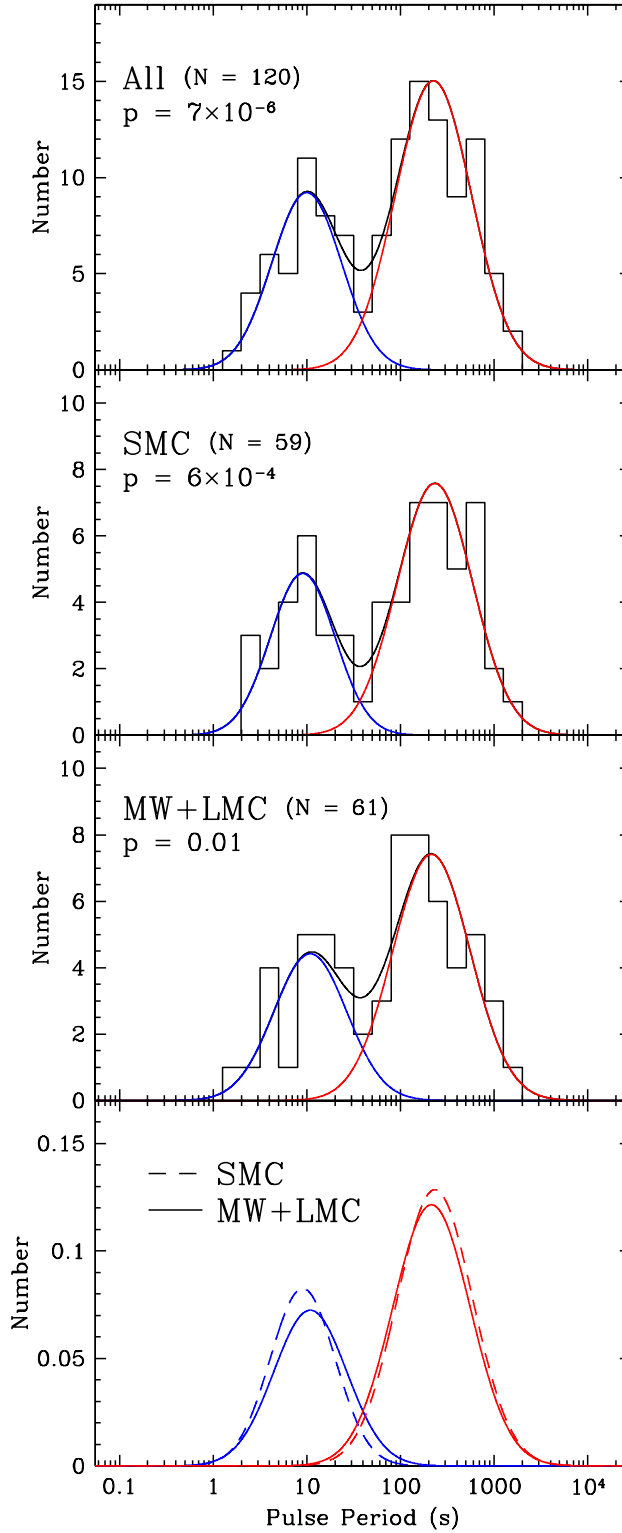 All (N = 120)
p = 7×10⁻⁶
15
10
5
0
Number
SMC (N = 59)
p = 6×10⁻⁴
10
8
6
4
2
0
Number
MW+LMC (N = 61)
p = 0.01
10
8
6
4
2
0
Number
SMC
MW+LMC
0.15
0.1
0.05
0
Number
0.1 1 10 100 1000 10⁴
Pulse Period (s)